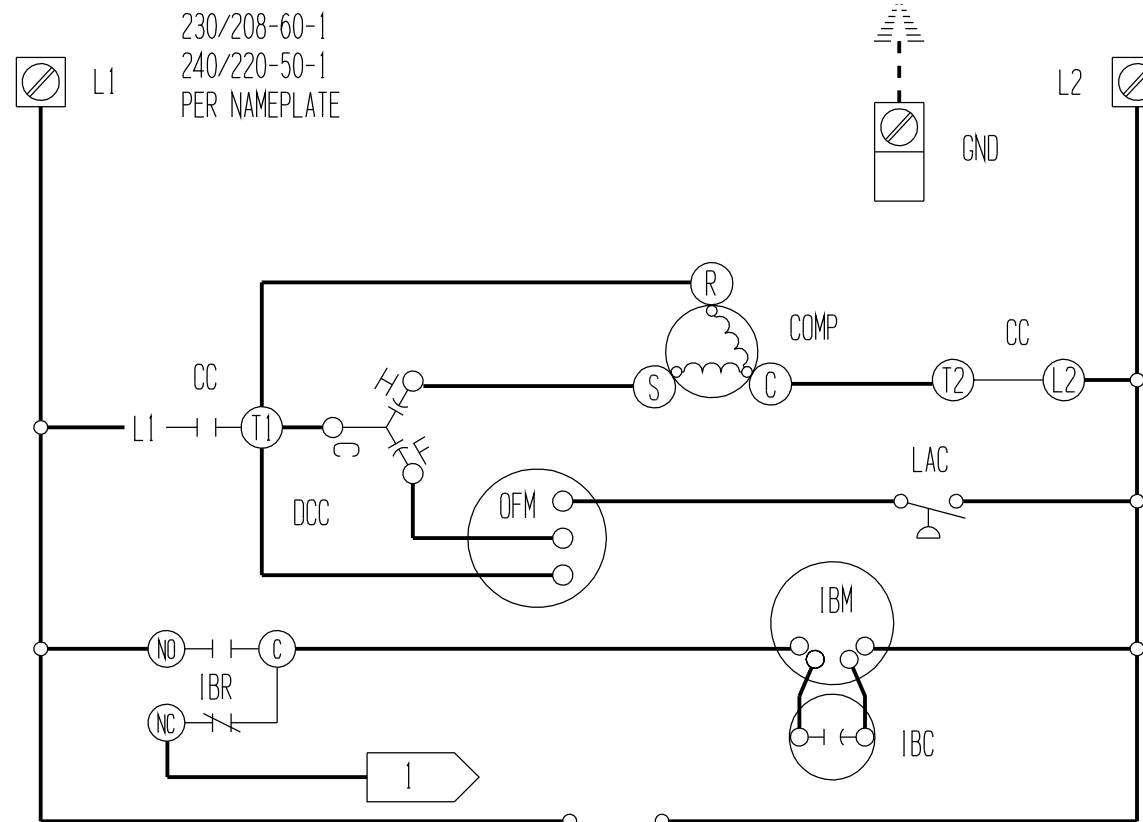 230/208-60-1
240/220-50-1
PER NAMEPLATE
L1
L2
GND
R
COMP
CC
CC
H
S
C
T2
L2
L1
T1
C
F
LAC
DCC
OFM
IBM
NO
C
IBR
NC
IBC
1